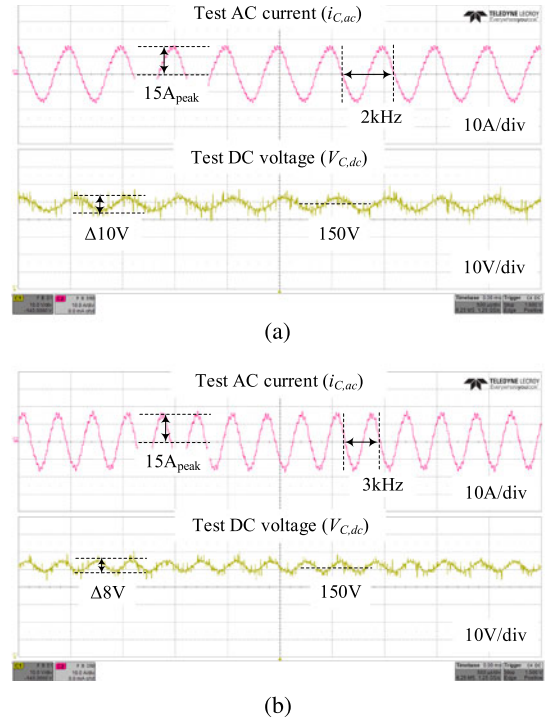 Test AC current (iC,ac)
TELEDYNE LECROY
Everywhereyoulook
15Apeak
2kHz
10A/div
Test DC voltage (VC,dc)
Δ10V
150V
10V/div
(a)
Test AC current (iC,ac)
TELEDYNE LECROY
Everywhereyoulook
15Apeak
3kHz
10A/div
Test DC voltage (VC,dc)
Δ8V
150V
10V/div
(b)